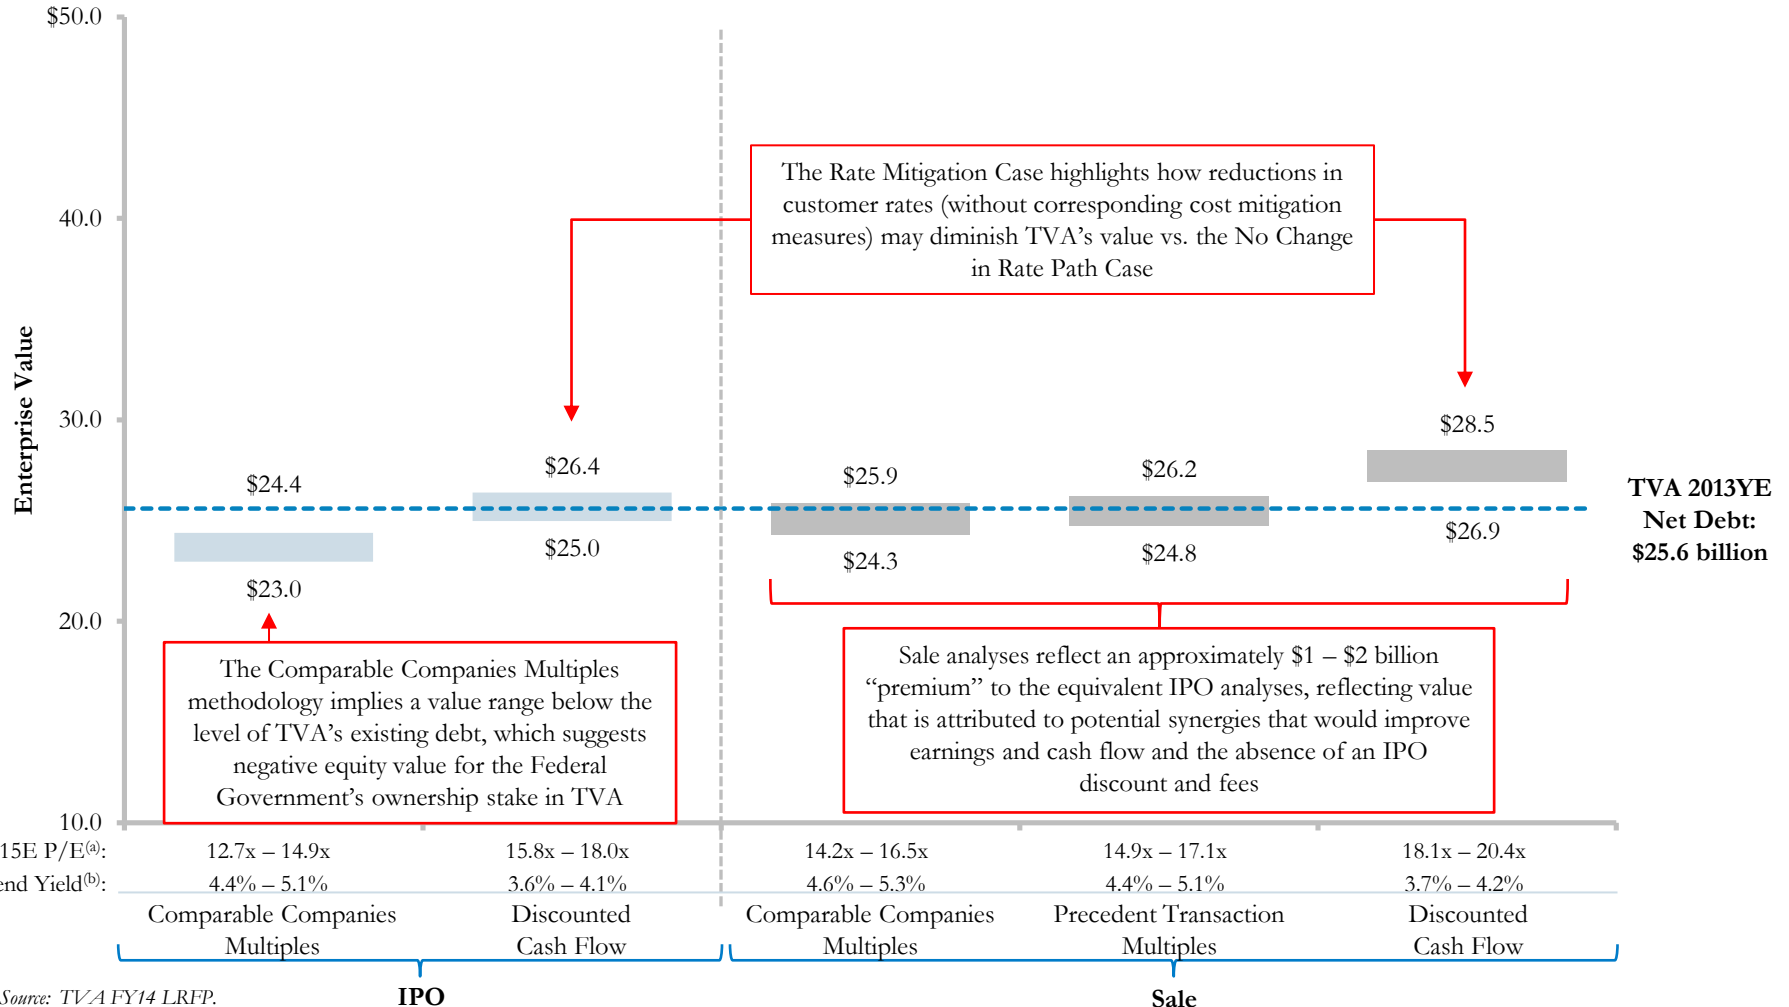 $50.0
40.0
30.0
20.0
10.0
Enterprise Value
The Rate Mitigation Case highlights how reductions in
customer rates (without corresponding cost mitigation
measures) may diminish TVA’s value vs. the No Change
in Rate Path Case
$24.4
$23.0
$26.4
$25.0
$25.9
$24.3
$26.2
$24.8
$28.5
$26.9
TVA 2013YE
Net Debt:
$25.6 billion
The Comparable Companies Multiples
methodology implies a value range below the
level of TVA’s existing debt, which suggests
negative equity value for the Federal
Government’s ownership stake in TVA
Sale analyses reflect an approximately $1 – $2 billion
“premium” to the equivalent IPO analyses, reflecting value
that is attributed to potential synergies that would improve
earnings and cash flow and the absence of an IPO
discount and fees
15E P/E(a): 12.7x – 14.9x 15.8x – 18.0x 14.2x – 16.5x 14.9x – 17.1x 18.1x – 20.4x
end Yield(b): 4.4% – 5.1% 3.6% – 4.1% 4.6% – 5.3% 4.4% – 5.1% 3.7% – 4.2%
Comparable Companies
Multiples
Discounted
Cash Flow
Comparable Companies
Multiples
Precedent Transaction
Multiples
Discounted
Cash Flow
IPO
Sale
Source: TVA FY14 LRFP.